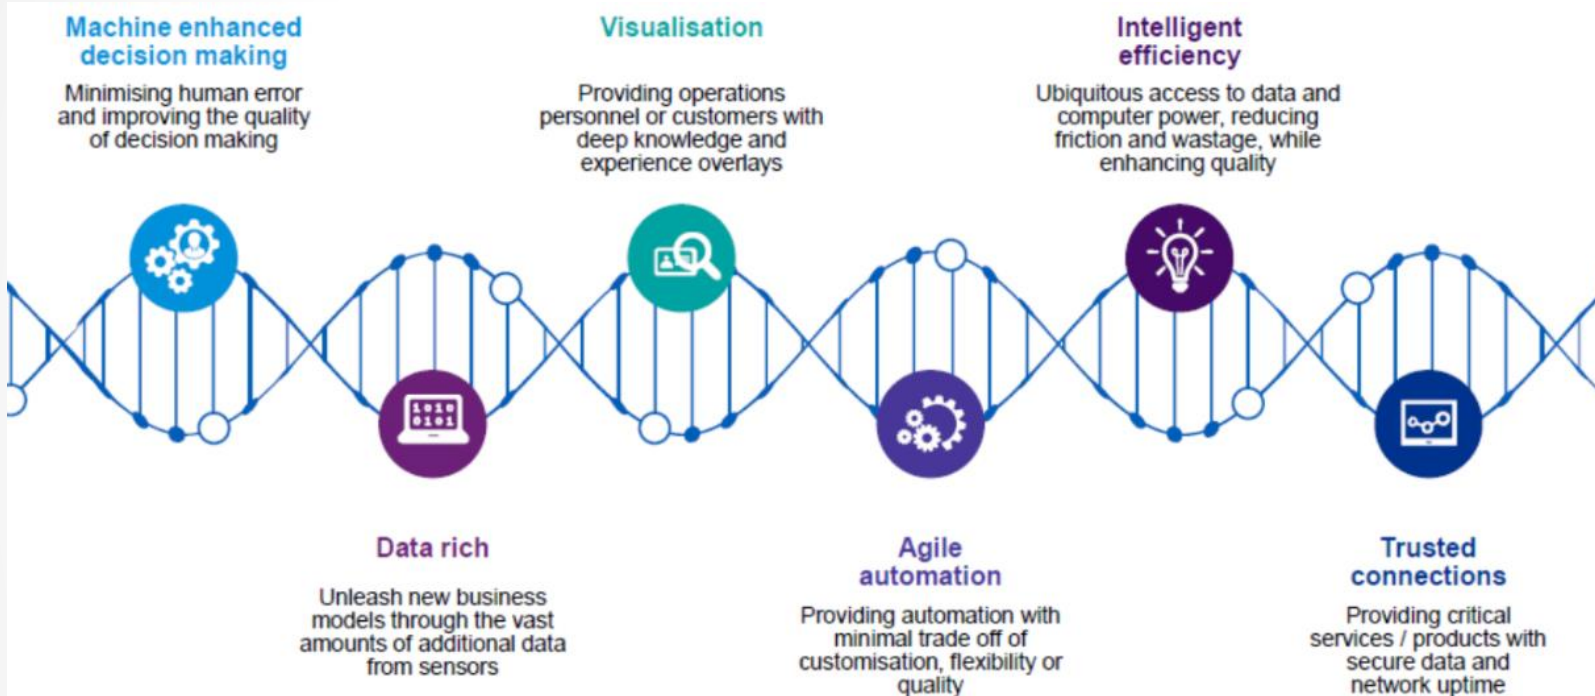 Machine enhanced
decision making
Minimising human error
and improving the quality
of decision making
Visualisation
Providing operations
personnel or customers with
deep knowledge and
experience overlays
Intelligent
efficiency
Ubiquitous access to data and
computer power, reducing
friction and wastage, while
enhancing quality
1010
0101
Data rich
Unleash new business
models through the vast
amounts of additional data
from sensors
Agile
automation
Providing automation with
minimal trade off of
customisation, flexibility or
quality
Trusted
connections
Providing critical
services / products with
secure data and
network uptime